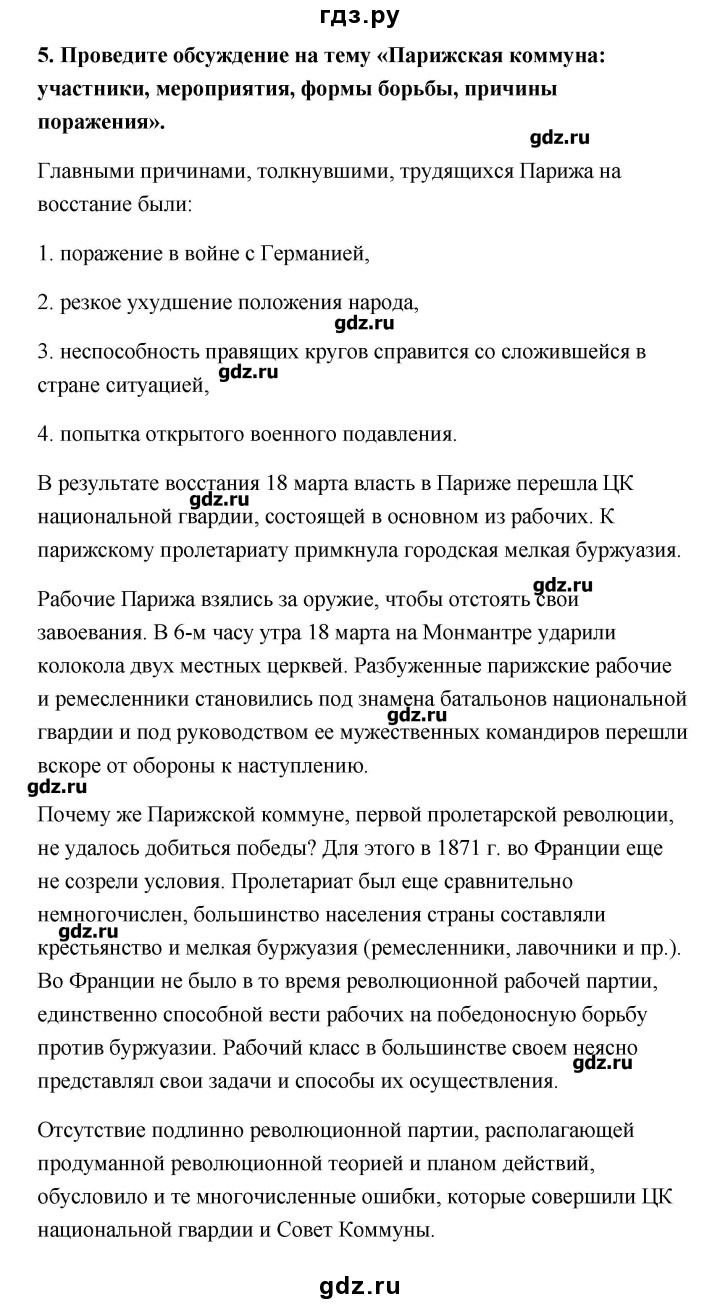 гдз.ру
5. Проведите обсуждение на тему «Парижская коммуна:
участники, мероприятия, формы борьбы, причины
поражения».
gdz.ru
Главными причинами, толкнувшими, трудящихся Парижа на
восстание были:
1. поражение в войне с Германией,
2. резкое ухудшение положения народа,
gdz.ru
3. неспособность правящих кругов справится со сложившейся в
gdz.ru
стране ситуацией,
4. попытка открытого военного подавления.
В результате восстания 18 марта власть в Париже перешла ЦК
gdz.ru
национальной гвардии, состоящей в основном из рабочих. К
парижскому пролетариату примкнула городская мелкая буржуазия.
gdz.ru
Рабочие Парижа взялись за оружие, чтобы отстоять свои
завоевания. В 6-м часу утра 18 марта на Монмантре ударили
колокола двух местных церквей. Разбуженные парижские рабочие
и ремесленники становились под знамена батальонов национальной
gdz.ru
гвардии и под руководством ее мужественных командиров перешли
вскоре от обороны к наступлению.
gdz.ru
Почему же Парижской коммуне, первой пролетарской революции,
не удалось добиться победы? Для этого в 1871 г. во Франции еще
не созрели условия. Пролетариат был еще сравнительно
немногочислен, большинство населения страны составляли
gdz.ru
крестьянство и мелкая буржуазия (ремесленники, лавочники и пр.).
Во Франции не было в то время революционной рабочей партии,
единственно способной вести рабочих на победоносную борьбу
против буржуазии. Рабочий класс в большинстве своем неясно
gdz.ru
представлял свои задачи и способы их осуществления.
Отсутствие подлинно революционной партии, располагающей
продуманной революционной теорией и планом действий,
обусловило и те многочисленные ошибки, которые совершили ЦК
национальной гвардии и Совет Коммуны.
gdz.ru